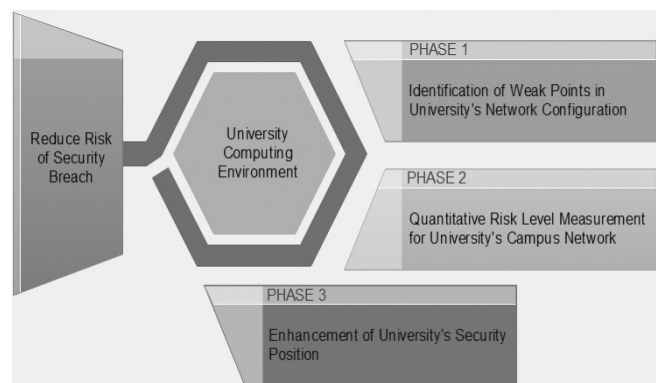 Reduce Risk
of Security
Breach
University
Computing
Environment
PHASE 1
Identification of Weak Points in
University's Network Configuration
PHASE 2
Quantitative Risk Level Measurement
for University's Campus Network
PHASE 3
Enhancement of University's Security
Position